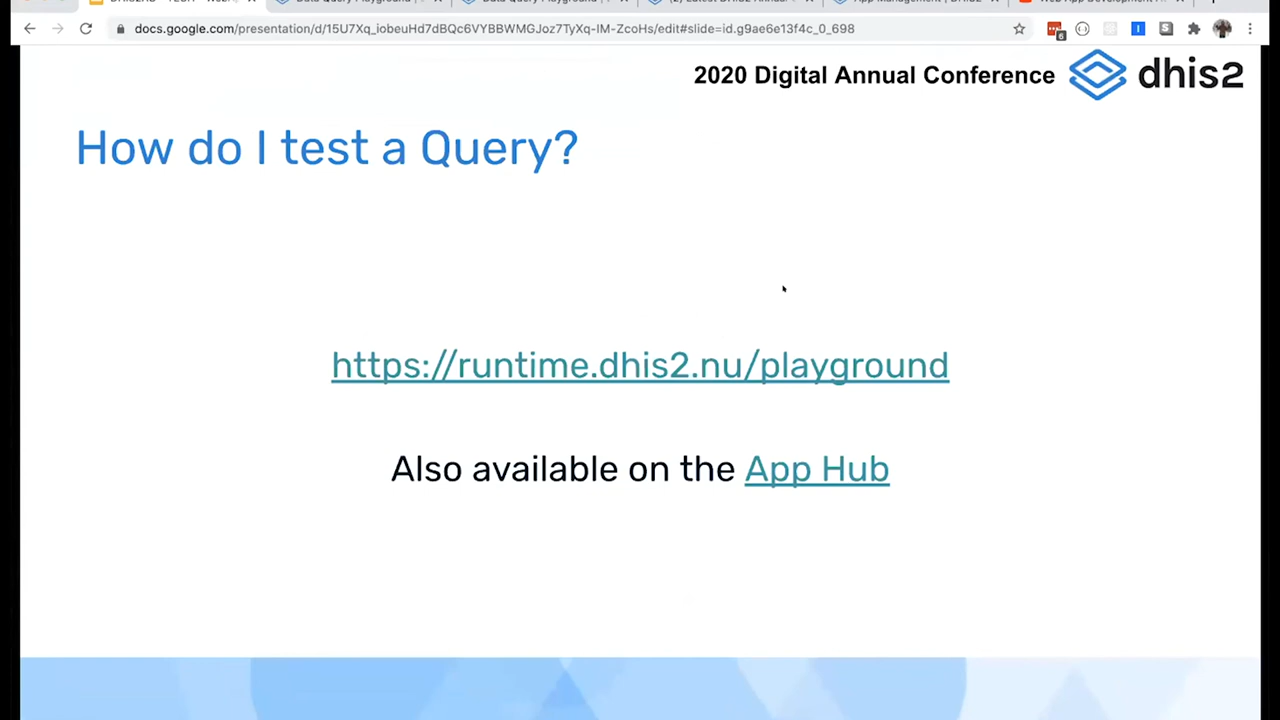 docs.google.com/presentation/d/15U7Xq_iobeuHd7dBQc6VYBBWMGJoz7TyXq-IM-ZcoHs/edit#slide=id.g9ae6e13f4c_0_698
6
S
2020 Digital Annual Conference dhis2
How do I test a Query?
https://runtime.dhis2.nu/playground
Also available on the App Hub